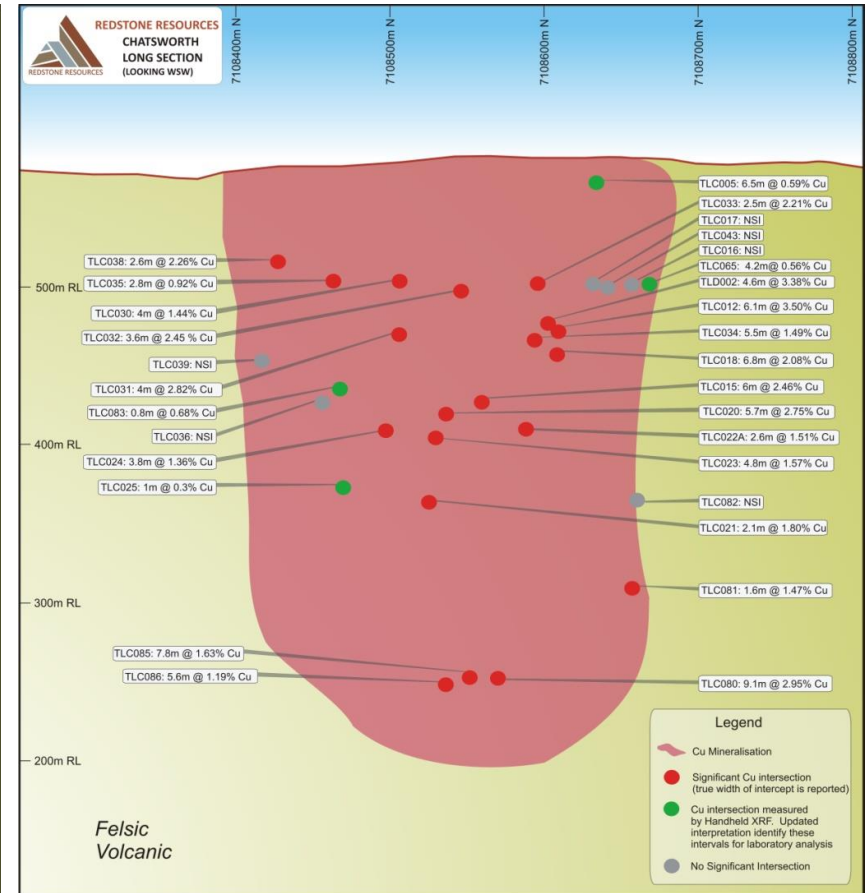 REDSTONE RESOURCES
CHATSWORTH
LONG SECTION
(LOOKING WSW)
REDSTONE RESOURCES
7108400m N
7108500m N
7108600m N
7108700m N
7108800m N
500m RL
400m RL
300m RL
200m RL
TLC038: 2.6m @ 2.26% Cu
TLC035: 2.8m @ 0.92% Cu
TLC030: 4m @ 1.44% Cu
TLC032: 3.6m @ 2.45 % Cu
TLC039: NSI
TLC031: 4m @ 2.82% Cu
TLC083: 0.8m @ 0.68% Cu
TLC036: NSI
TLC024: 3.8m @ 1.36% Cu
TLC025: 1m @ 0.3% Cu
TLC085: 7.8m @ 1.63% Cu
TLC086: 5.6m @ 1.19% Cu
TLC005: 6.5m @ 0.59% Cu
TLC033: 2.5m @ 2.21% Cu
TLC017: NSI
TLC043: NSI
TLC016: NSI
TLC065: 4.2m@ 0.56% Cu
TLD002: 4.6m @ 3.38% Cu
TLC012: 6.1m @ 3.50% Cu
TLC034: 5.5m @ 1.49% Cu
TLC018: 6.8m @ 2.08% Cu
TLC015: 6m @ 2.46% Cu
TLC020: 5.7m @ 2.75% Cu
TLC022A: 2.6m @ 1.51% Cu
TLC023: 4.8m @ 1.57% Cu
TLC082: NSI
TLC021: 2.1m @ 1.80% Cu
TLC081: 1.6m @ 1.47% Cu
TLC080: 9.1m @ 2.95% Cu
Felsic
Volcanic
Legend
Cu Mineralisation
Significant Cu intersection
(true width of intercept is reported)
Cu intersection measured
by Handheld XRF. Updated
interpretation identify these
intervals for laboratory analysis
No Significant Intersection